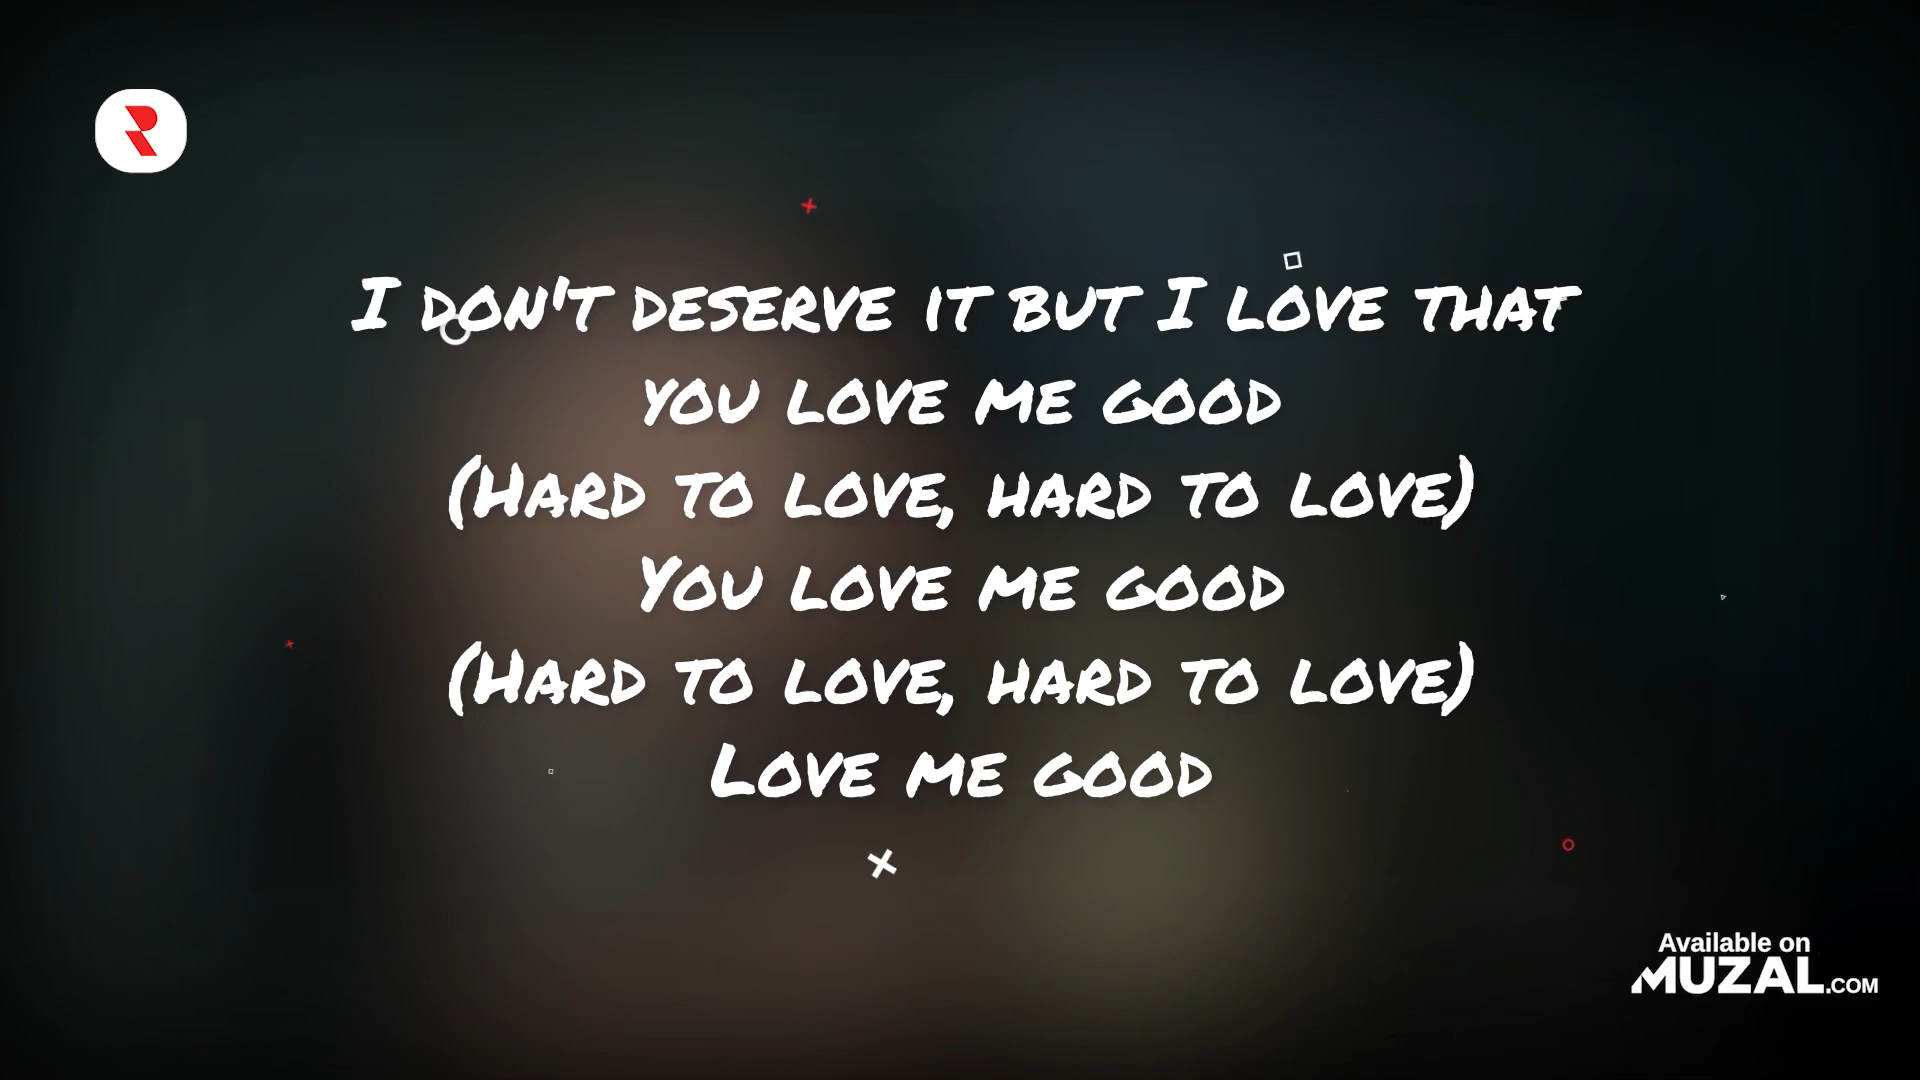 I don't deserve it but I love that
you love me good
(Hard to love, hard to love)
You love me good
(Hard to love, hard to love)
Love me good
Available on
MUZAL.COM